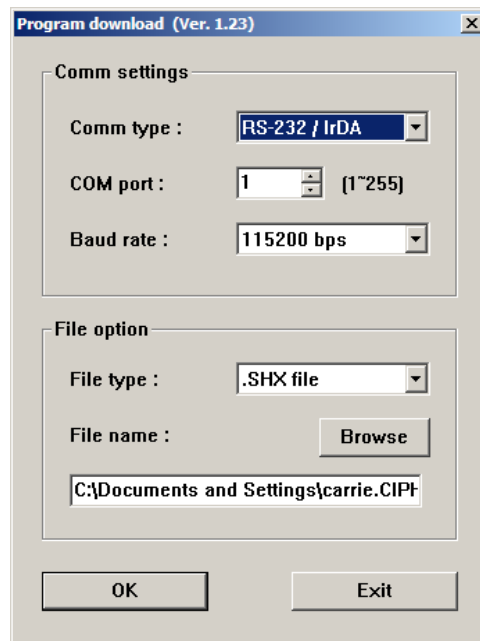 Program download (Ver. 1.23)
Comm settings
Comm type :
RS-232 / IrDA
COM port :
1
(1~255)
Baud rate :
115200 bps
File option
File type :
.SHX file
File name :
Browse
C:\Documents and Settings\carrie.CIPH
OK
Exit